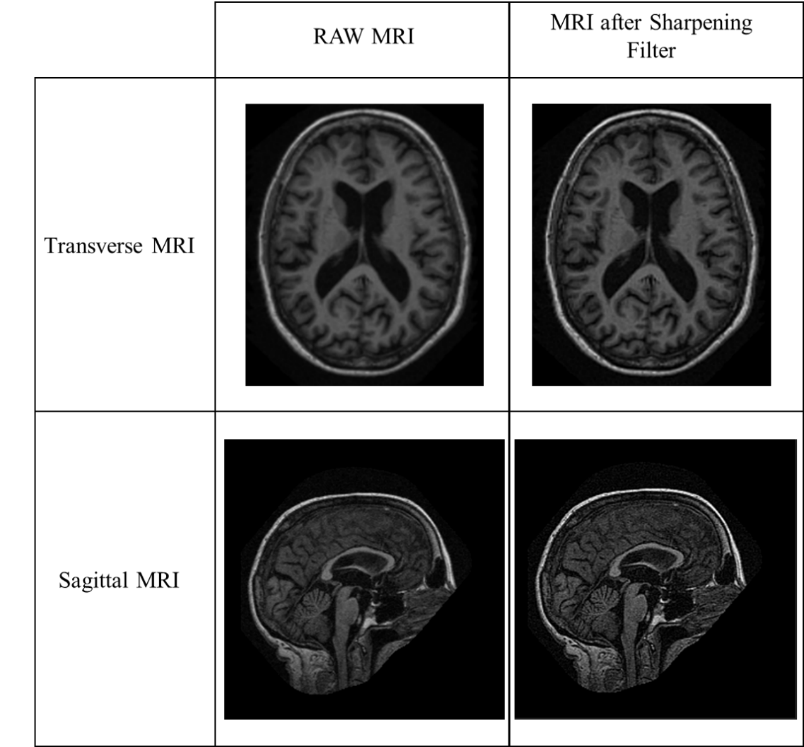 RAW MRI
MRI after Sharpening
Filter
Transverse MRI
Sagittal MRI